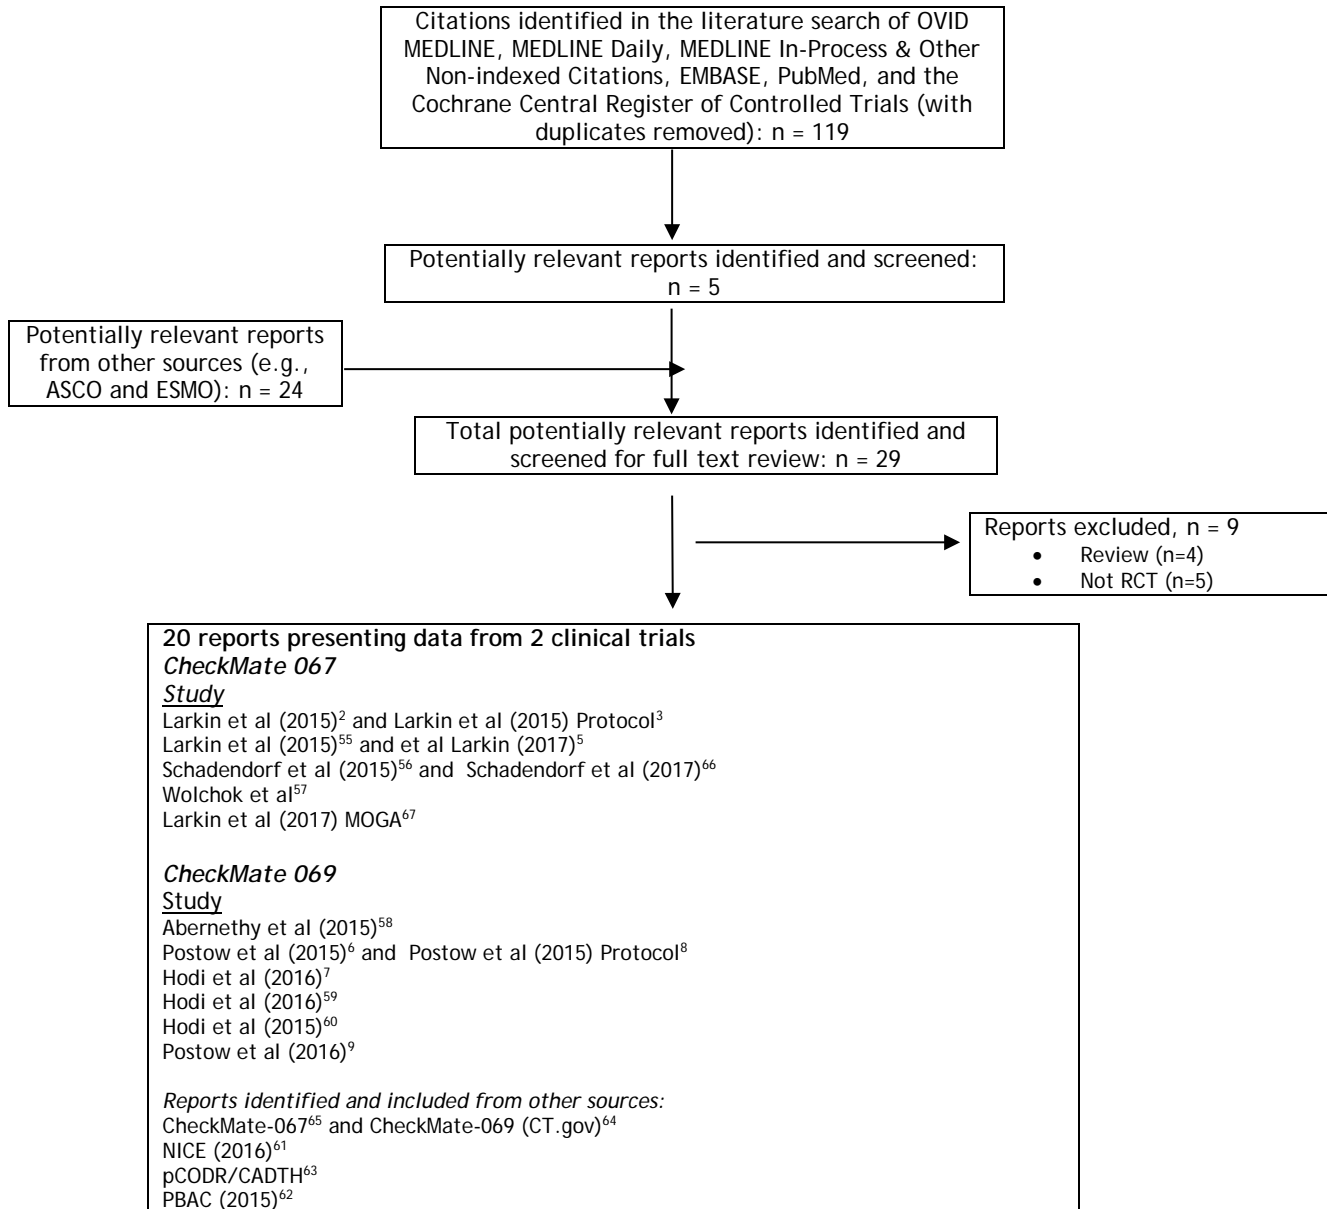 Citations identified in the literature search of OVID
MEDLINE, MEDLINE Daily, MEDLINE In-Process & Other
Non-indexed Citations, EMBASE, PubMed, and the
Cochrane Central Register of Controlled Trials (with
duplicates removed): n = 119
Potentially relevant reports identified and screened:
n = 5
Potentially relevant reports
from other sources (e.g.,
ASCO and ESMO): n = 24
Total potentially relevant reports identified and
screened for full text review: n = 29
Reports excluded, n = 9
• Review (n=4)
• Not RCT (n=5)
20 reports presenting data from 2 clinical trials
CheckMate 067
Study
Larkin et al (2015)² and Larkin et al (2015) Protocol³
Larkin et al (2015)⁵⁵ and et al Larkin (2017)⁵
Schadendorf et al (2015)⁵⁶ and Schadendorf et al (2017)⁶⁶
Wolchok et al⁵⁷
Larkin et al (2017) MOGA⁶⁷
CheckMate 069
Study
Abernethy et al (2015)⁵⁸
Postow et al (2015)⁶ and Postow et al (2015) Protocol⁸
Hodi et al (2016)⁷
Hodi et al (2016)⁵⁹
Hodi et al (2015)⁶⁰
Postow et al (2016)⁹
Reports identified and included from other sources:
CheckMate-067⁶⁵ and CheckMate-069 (CT.gov)⁶⁴
NICE (2016)⁶¹
pCODR/CADTH⁶³
PBAC (2015)⁶²